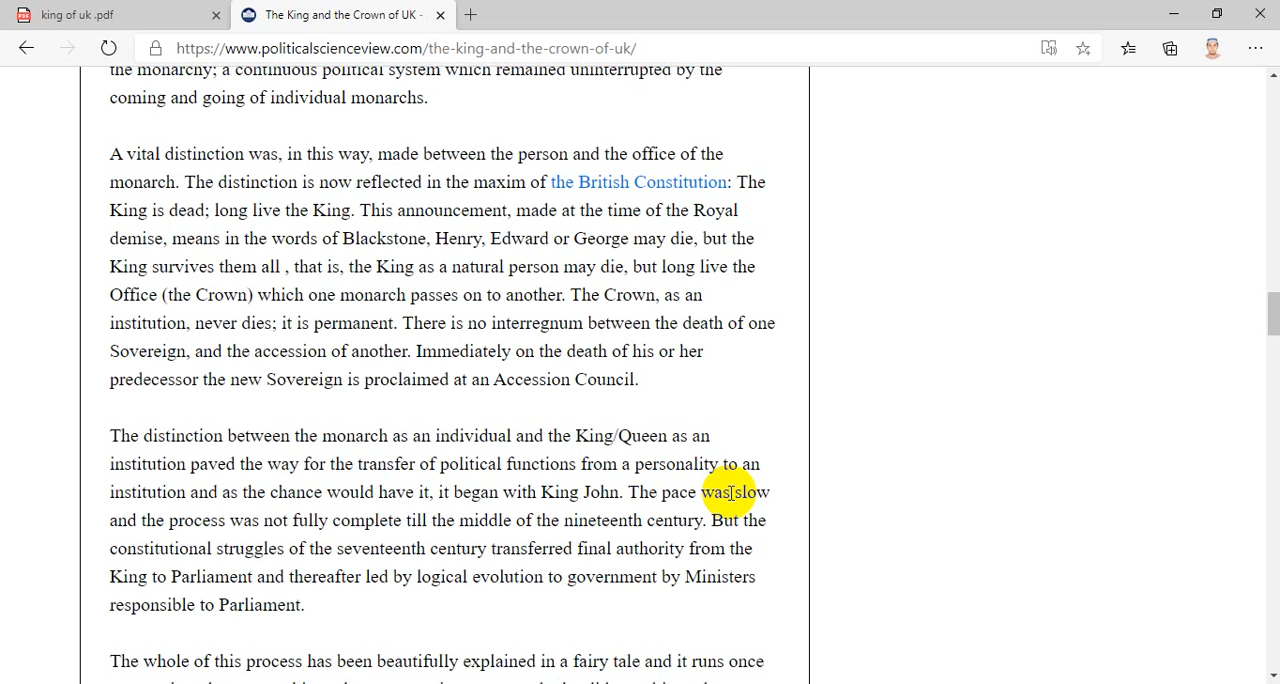 king of uk .pdf
The King and the Crown of UK -
https://www.politicalscienceview.com/the-king-and-the-crown-of-uk/
the monarchy; a continuous political system which remained uninterrupted by the
coming and going of individual monarchs.
A vital distinction was, in this way, made between the person and the office of the
monarch. The distinction is now reflected in the maxim of the British Constitution: The
King is dead; long live the King. This announcement, made at the time of the Royal
demise, means in the words of Blackstone, Henry, Edward or George may die, but the
King survives them all , that is, the King as a natural person may die, but long live the
Office (the Crown) which one monarch passes on to another. The Crown, as an
institution, never dies; it is permanent. There is no interregnum between the death of one
Sovereign, and the accession of another. Immediately on the death of his or her
predecessor the new Sovereign is proclaimed at an Accession Council.
The distinction between the monarch as an individual and the King/Queen as an
institution paved the way for the transfer of political functions from a personality to an
institution and as the chance would have it, it began with King John. The pace was slow
and the process was not fully complete till the middle of the nineteenth century. But the
constitutional struggles of the seventeenth century transferred final authority from the
King to Parliament and thereafter led by logical evolution to government by Ministers
responsible to Parliament.
The whole of this process has been beautifully explained in a fairy tale and it runs once